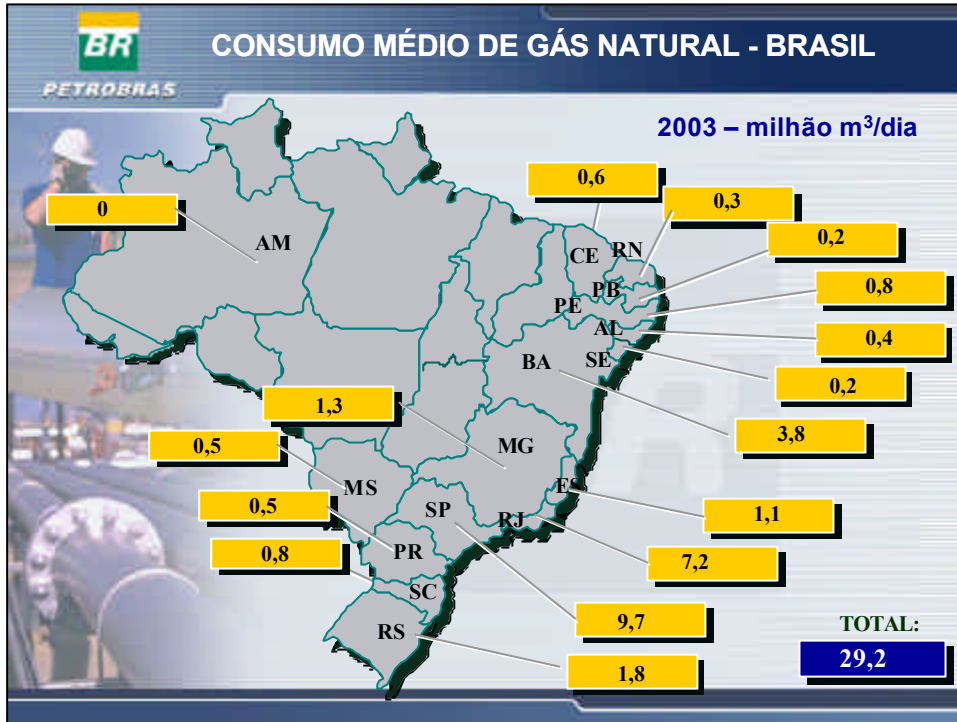 BR
PETROBRAS
CONSUMO MÉDIO DE GÁS NATURAL - BRASIL
2003 – milhão m³/dia
0,6
0,3
0
0,2
AM
CE
RN
PB
0,8
PE
AL
0,4
BA
SE
0,2
1,3
3,8
0,5
MG
MS
ES
0,5
SP
RJ
1,1
PR
0,8
7,2
SC
9,7
RS
TOTAL:
1,8
29,2